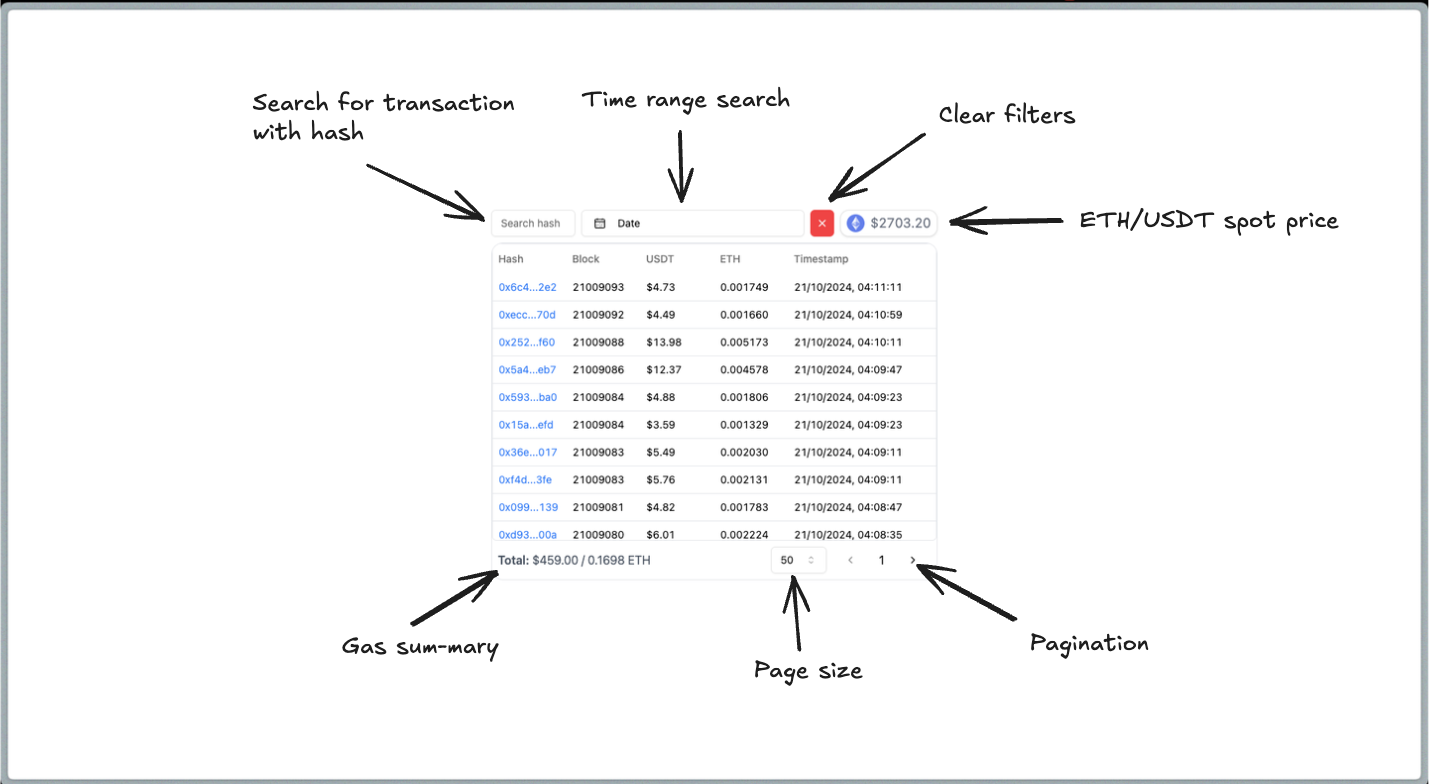 Search for transaction
with hash
Time range search
Clear filters
ETH/USDT spot price
Search hash
Date
$2703.20
Hash Block USDT ETH Timestamp
0x6c4...2e2 21009093 $4.73 0.001749 21/10/2024, 04:11:11
0xecc...70d 21009092 $4.49 0.001660 21/10/2024, 04:10:59
0x252...f60 21009088 $13.98 0.005173 21/10/2024, 04:10:11
0x5a4...eb7 21009086 $12.37 0.004578 21/10/2024, 04:09:47
0x593...ba0 21009084 $4.88 0.001806 21/10/2024, 04:09:23
0x15a...efd 21009084 $3.59 0.001329 21/10/2024, 04:09:23
0x36e...017 21009083 $5.49 0.002030 21/10/2024, 04:09:11
0xf4d...3fe 21009083 $5.76 0.002131 21/10/2024, 04:09:11
0x099...139 21009081 $4.82 0.001783 21/10/2024, 04:08:47
0xd93...00a 21009080 $6.01 0.002224 21/10/2024, 04:08:35
Total: $459.00 / 0.1698 ETH
50
1
Gas sum-mary
Page size
Pagination